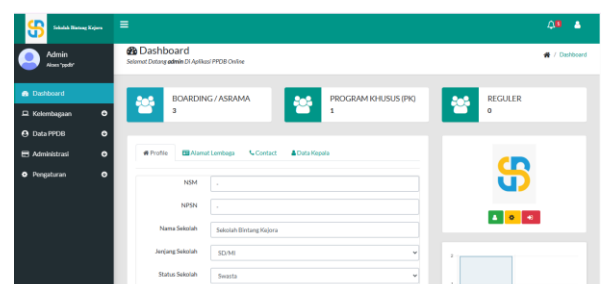 Sekolah Bintang Kejora
Admin
Akses "ppdb"
Dashboard
Kelembagaan
Data PPDB
Administrasi
Pengaturan
Dashboard
Selamat Datang admin Di Aplikasi PPDB Online
/ Dashboard
BOARDING / ASRAMA
3
PROGRAM KHUSUS (PK)
1
REGULER
0
Profile
Alamat Lembaga
Contact
Data Kepala
NSM
-
NPSN
-
Nama Sekolah
Sekolah Bintang Kejora
Jenjang Sekolah
SD/MI
Status Sekolah
Swasta